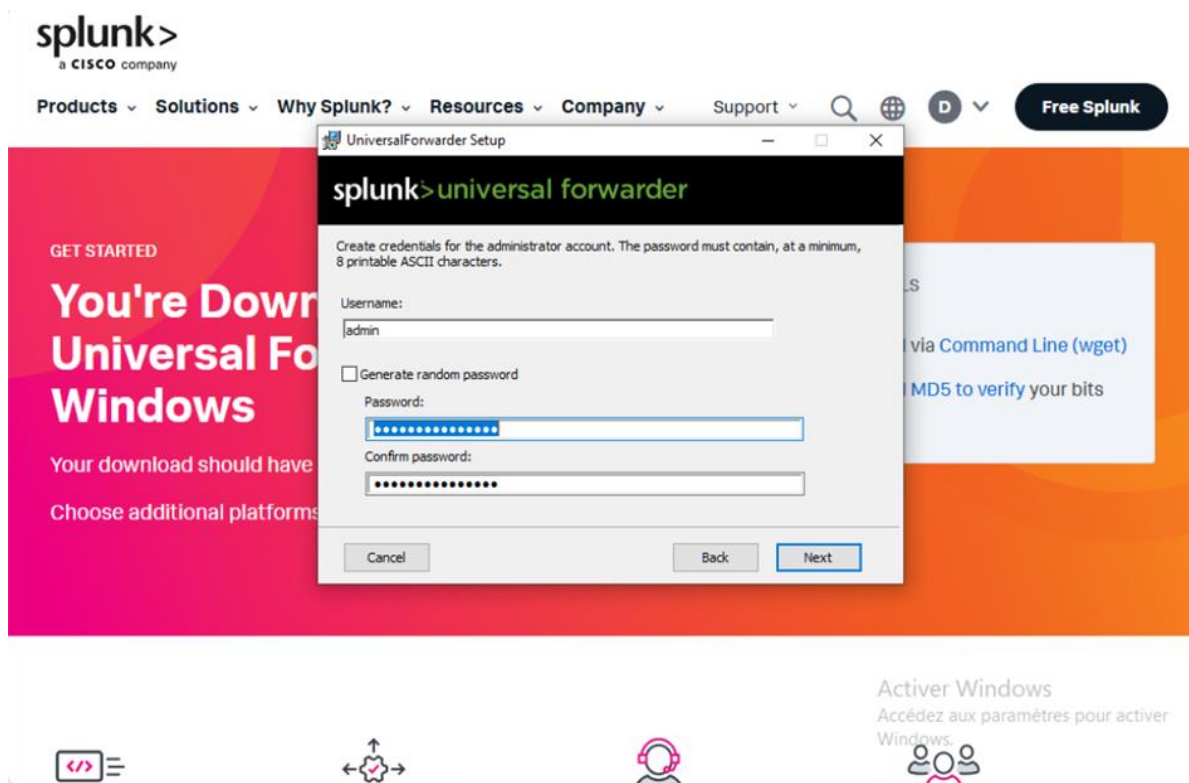 splunk>
a CISCO company
Products Solutions Why Splunk? Resources Company Support D Free Splunk
UniversalForwarder Setup
splunk>universal forwarder
Create credentials for the administrator account. The password must contain, at a minimum,
8 printable ASCII characters.
Username:
admin
Generate random password
Password:
•••••••••••••••
Confirm password:
•••••••••••••••
Cancel Back Next
GET STARTED
You're Down
Universal Fo
Windows
Your download should have
Choose additional platforms
LS
via Command Line (wget)
MD5 to verify your bits
Activer Windows
Accédez aux paramètres pour activer
Windows.